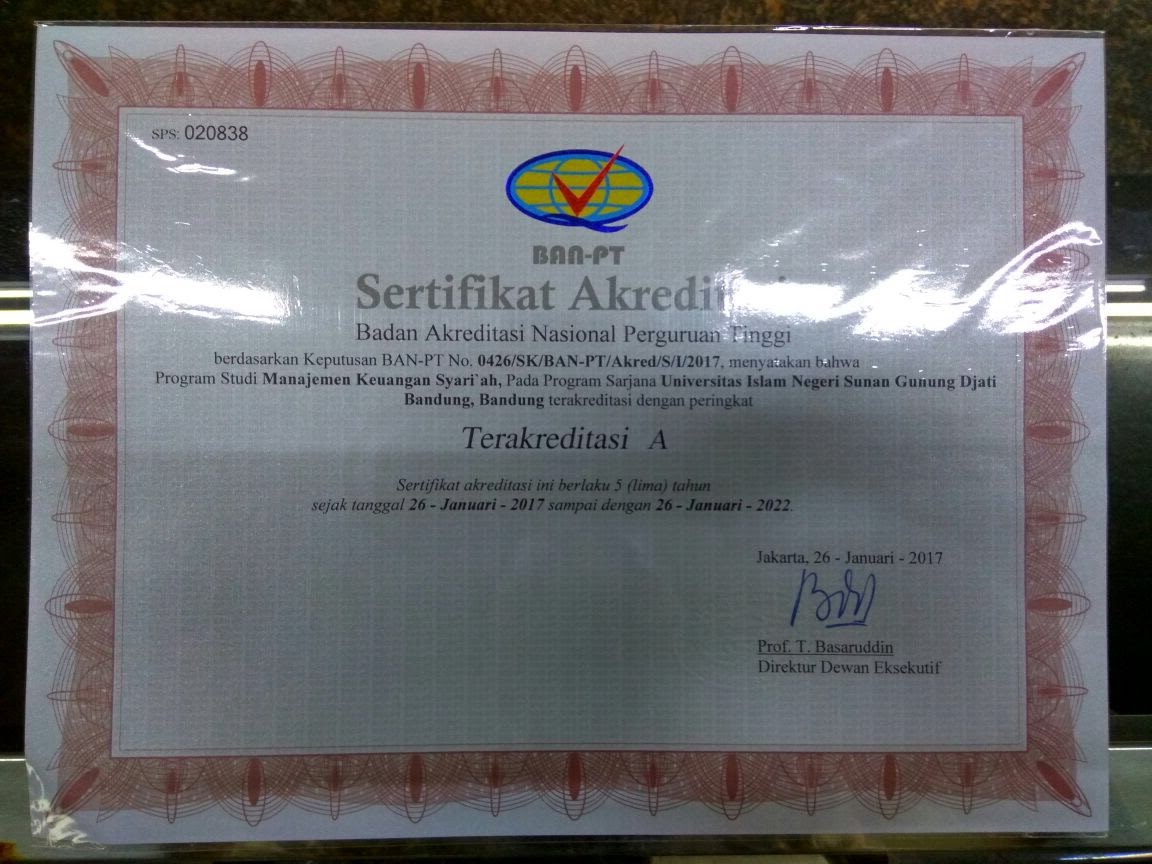 SPS: 020838
BAN-PT
Sertifikat
Badan Akreditasi Nasional Perguruan Tinggi
berdasarkan Keputusan BAN-PT No. 0426/SK/BAN-PT/Akred/S/I/2017, menyatakan bahwa
Program Studi Manajemen Keuangan Syari'ah, Pada Program Sarjana Universitas Islam Negeri Sunan Gunung Djati
Bandung, Bandung terakreditasi dengan peringkat
Terakreditasi A
Sertifikat akreditasi ini berlaku 5 (lima) tahun
sejak tanggal 26 - Januari - 2017 sampai dengan 26 - Januari - 2022.
Jakarta, 26 - Januari - 2017
Prof. T. Basaruddin
Direktur Dewan Eksekutif